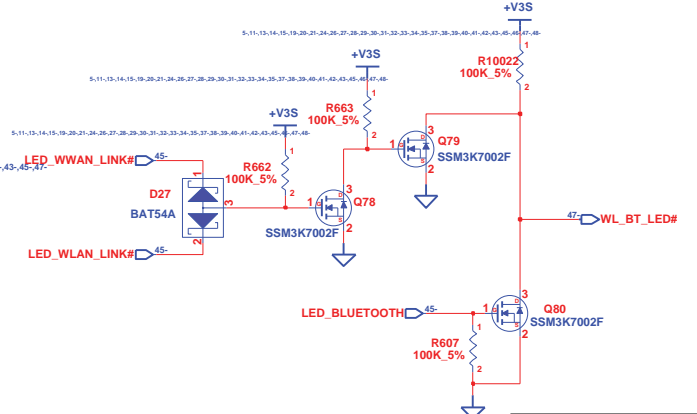 +V3S
5-,11-,13-,14-,15-,19-,20-,21-,24-,26-,27-,28-,29-,30-,31-,32-,33-,34-,35-,37-,38-,39-,40-,41-,42-,43-,45-,46-,47-,48-
1
R10022
100K_5%
2
+V3S
5-,11-,13-,14-,15-,19-,20-,21-,24-,26-,27-,28-,29-,30-,31-,32-,33-,34-,35-,37-,38-,39-,40-,41-,42-,43-,45-,46-,47-,48-
1
R663
100K_5%
2
+V3S
5-,11-,13-,14-,15-,19-,20-,21-,24-,26-,27-,28-,29-,30-,31-,32-,33-,34-,35-,37-,38-,39-,40-,41-,42-,43-,45-,46-,47-,48-
1
R662
100K_5%
2
3
D
1
G
S
2
Q79
SSM3K7002F
,43-,45-,47-
LED_WWAN_LINK#
45-
1
D27
BAT54A
3
2
LED_WLAN_LINK#
45-
3
D
1
G
S
2
Q78
SSM3K7002F
47-
WL_BT_LED#
LED_BLUETOOTH
45-
3
D
1
G
S
2
Q80
SSM3K7002F
1
R607
100K_5%
2